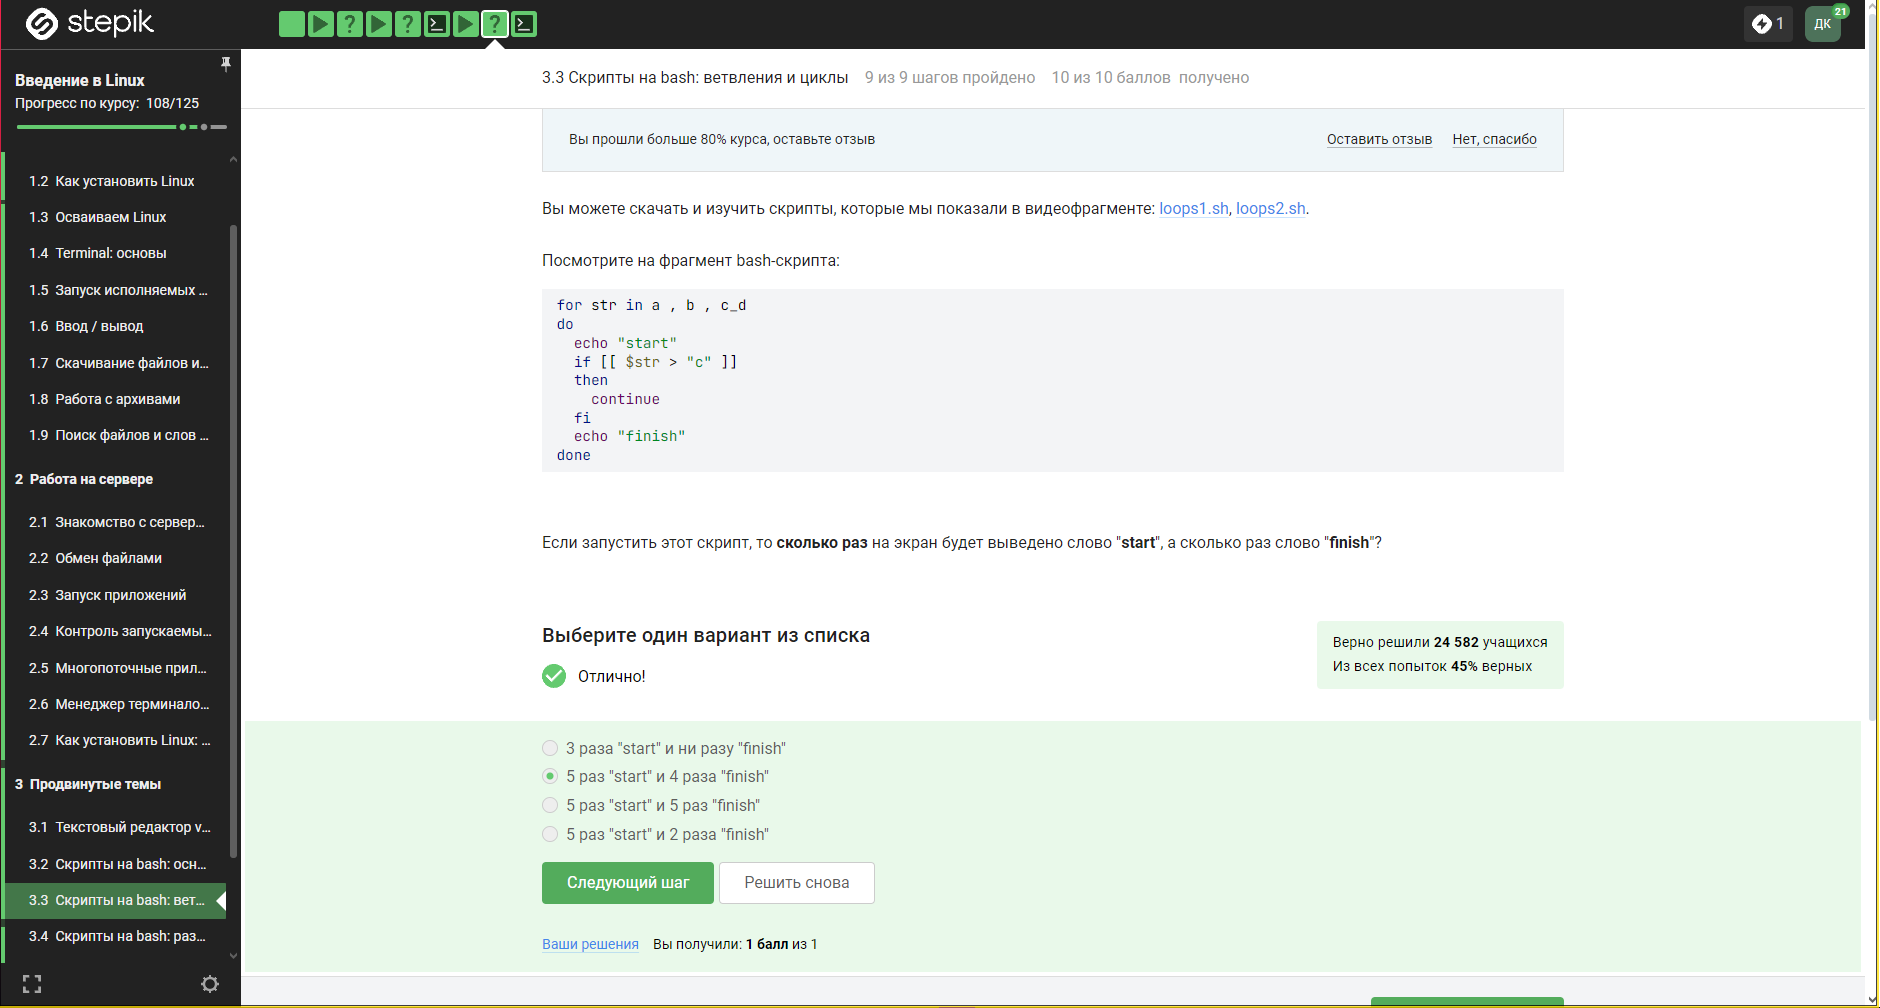 stepik
1
ДК
21
Введение в Linux
Прогресс по курсу: 108/125
1.2 Как установить Linux
1.3 Осваиваем Linux
1.4 Terminal: основы
1.5 Запуск исполняемых ...
1.6 Ввод / вывод
1.7 Скачивание файлов и...
1.8 Работа с архивами
1.9 Поиск файлов и слов ...
2 Работа на сервере
2.1 Знакомство с сервер...
2.2 Обмен файлами
2.3 Запуск приложений
2.4 Контроль запускаемы...
2.5 Многопоточные прил...
2.6 Менеджер терминало...
2.7 Как установить Linux: ...
3 Продвинутые темы
3.1 Текстовый редактор v...
3.2 Скрипты на bash: осн...
3.3 Скрипты на bash: вет...
3.4 Скрипты на bash: раз...
3.3 Скрипты на bash: ветвления и циклы 9 из 9 шагов пройдено 10 из 10 баллов получено
Вы прошли больше 80% курса, оставьте отзыв Оставить отзыв Нет, спасибо
Вы можете скачать и изучить скрипты, которые мы показали в видеофрагменте: loops1.sh, loops2.sh.
Посмотрите на фрагмент bash-скрипта:
for str in a , b , c_d
do
echo "start"
if [[ $str > "c" ]]
then
continue
fi
echo "finish"
done
Если запустить этот скрипт, то сколько раз на экран будет выведено слово "start", а сколько раз слово "finish"?
Выберите один вариант из списка
Отлично!
Верно решили 24 582 учащихся
Из всех попыток 45% верных
3 раза "start" и ни разу "finish"
5 раз "start" и 4 раза "finish"
5 раз "start" и 5 раз "finish"
5 раз "start" и 2 раза "finish"
Следующий шаг Решить снова
Ваши решения Вы получили: 1 балл из 1